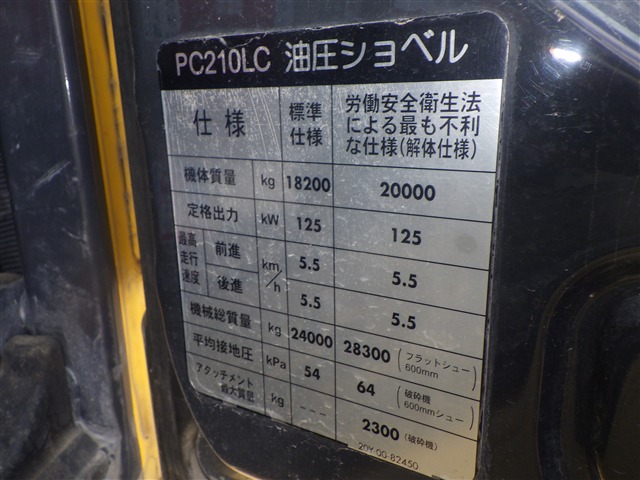 PC210LC 油圧ショベル
仕様 標準仕様 労働安全衛生法による最も不利な仕様(解体仕様)
機体質量 kg 18200 20000
定格出力 kW 125 125
最高走行速度 前進 km/h 5.5 5.5
後進 5.5 5.5
機械総質量 kg 24000 28300 (フラットシュー 600mm)
平均接地圧 kPa 54 64 (破砕機 600mmシュー)
アタッチメント最大質量 kg --- 2300 (破砕機)
20Y-00-82450